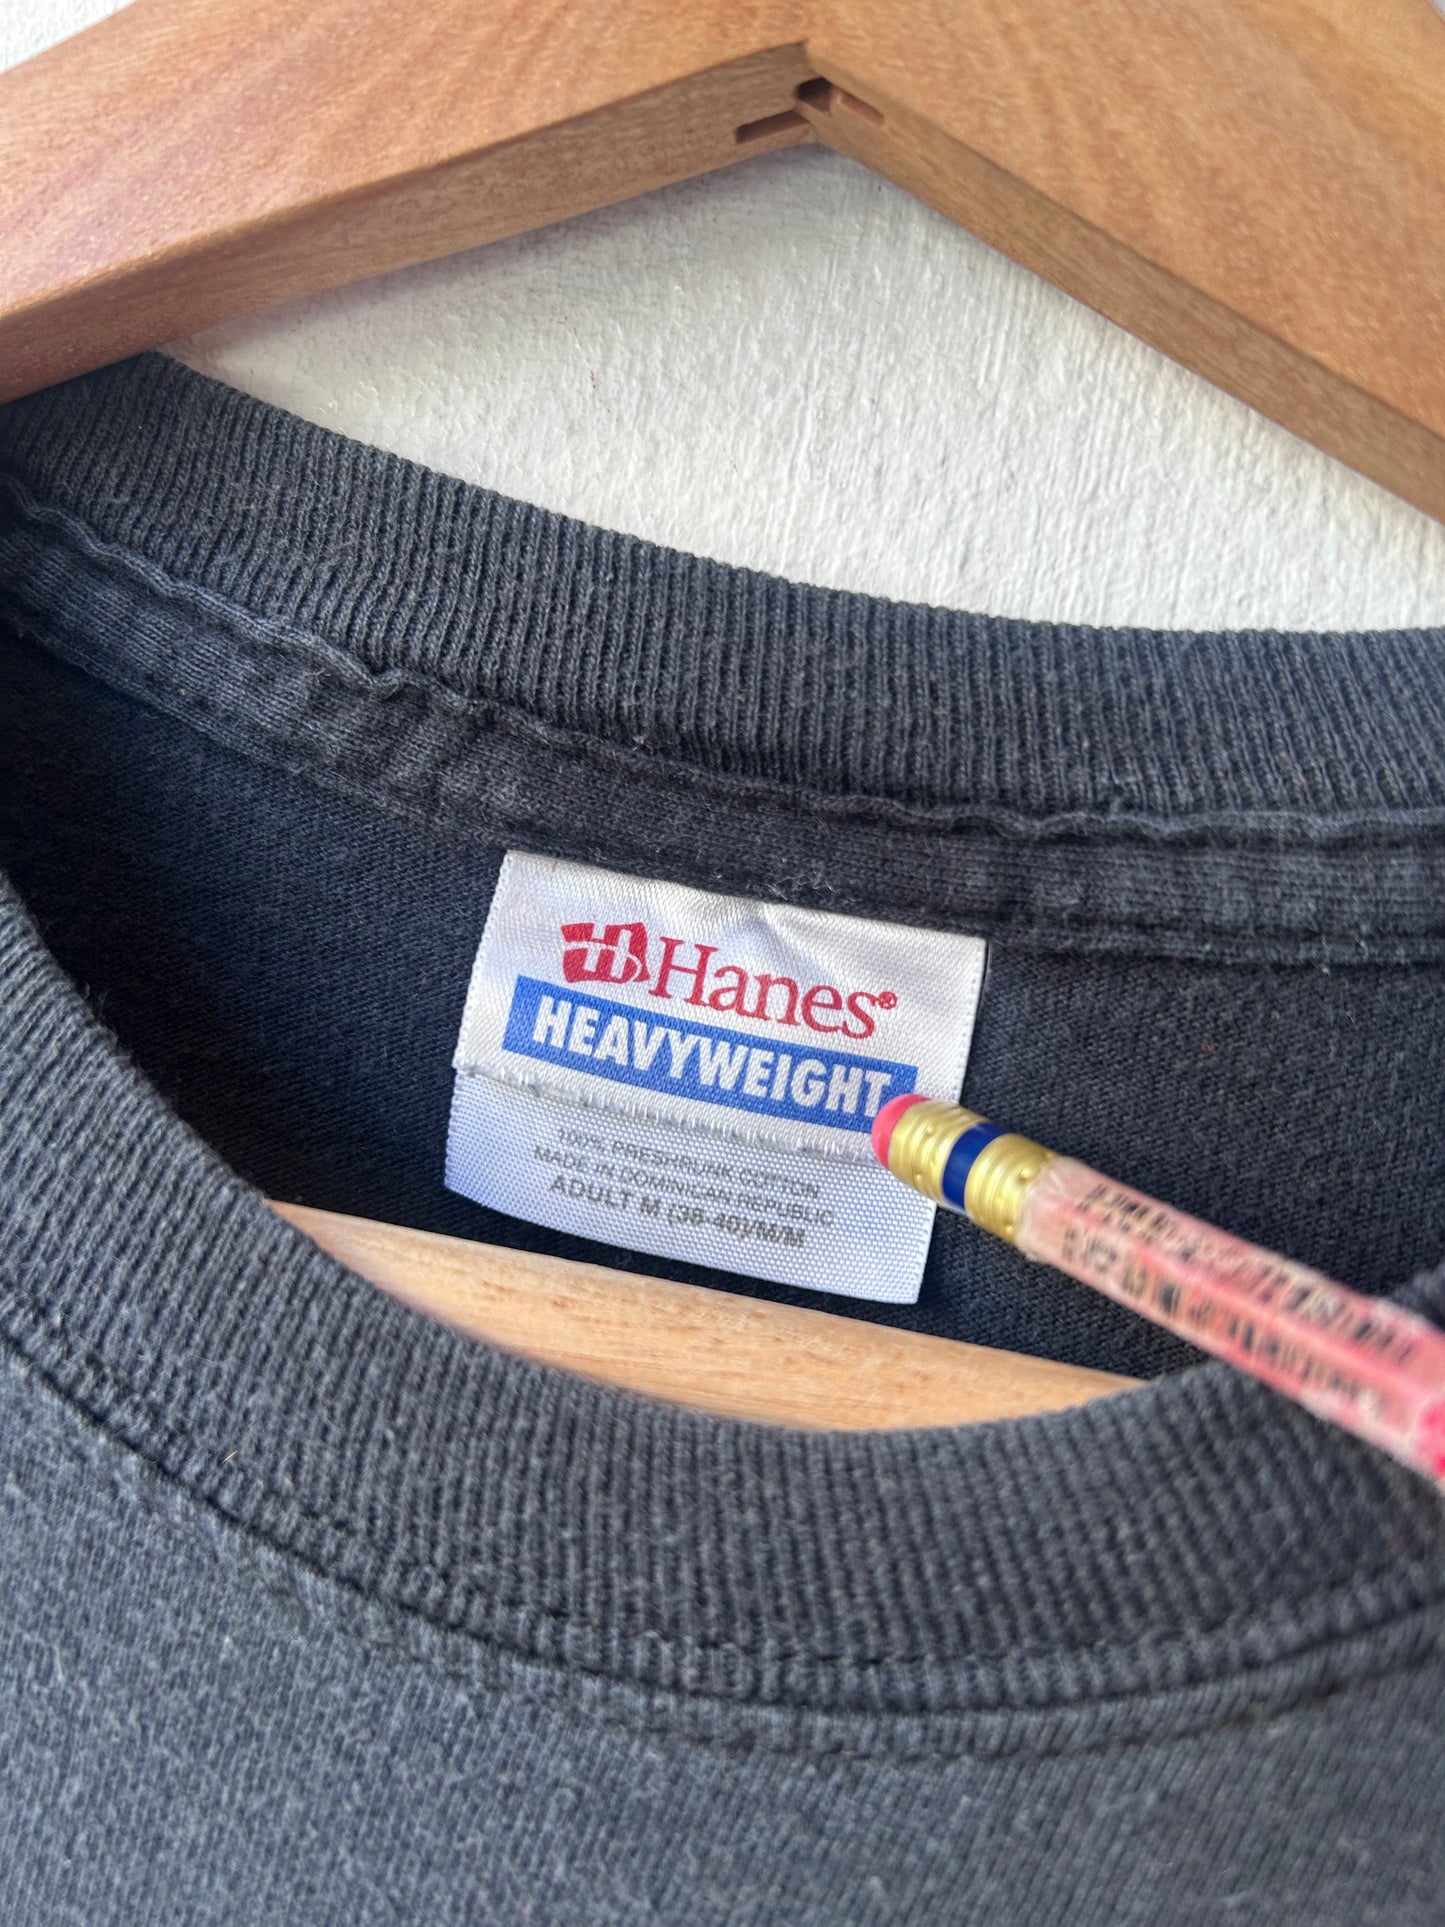 Hanes®
HEAVYWEIGHT
100% PRESHRUNK COTTON
MADE IN DOMINICAN REPUBLIC
ADULT M (38-40)/M/M